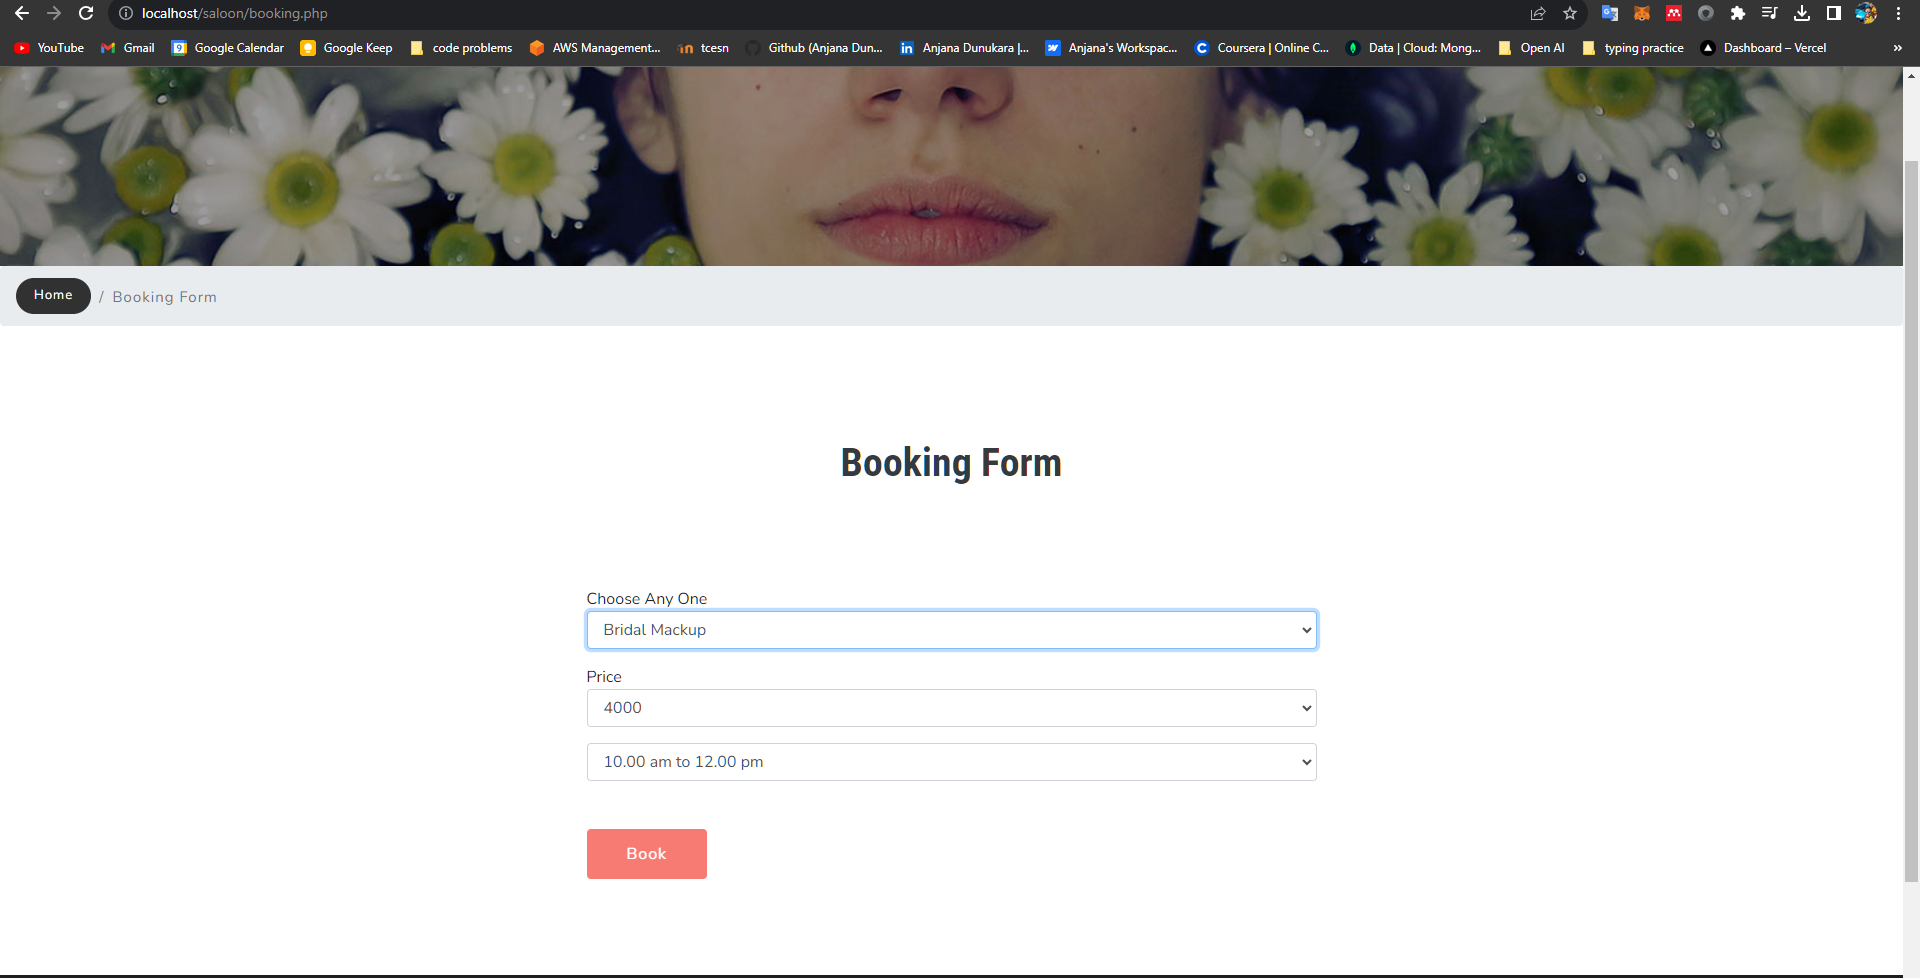 localhost/saloon/booking.php
YouTube Gmail Google Calendar Google Keep code problems AWS Management... tcesn Github (Anjana Dun... Anjana Dunukara |... Anjana's Workspac... Coursera | Online C... Data | Cloud: Mong... Open AI typing practice Dashboard – Vercel »
Home / Booking Form
Booking Form
Choose Any One
Bridal Mackup
Price
4000
10.00 am to 12.00 pm
Book